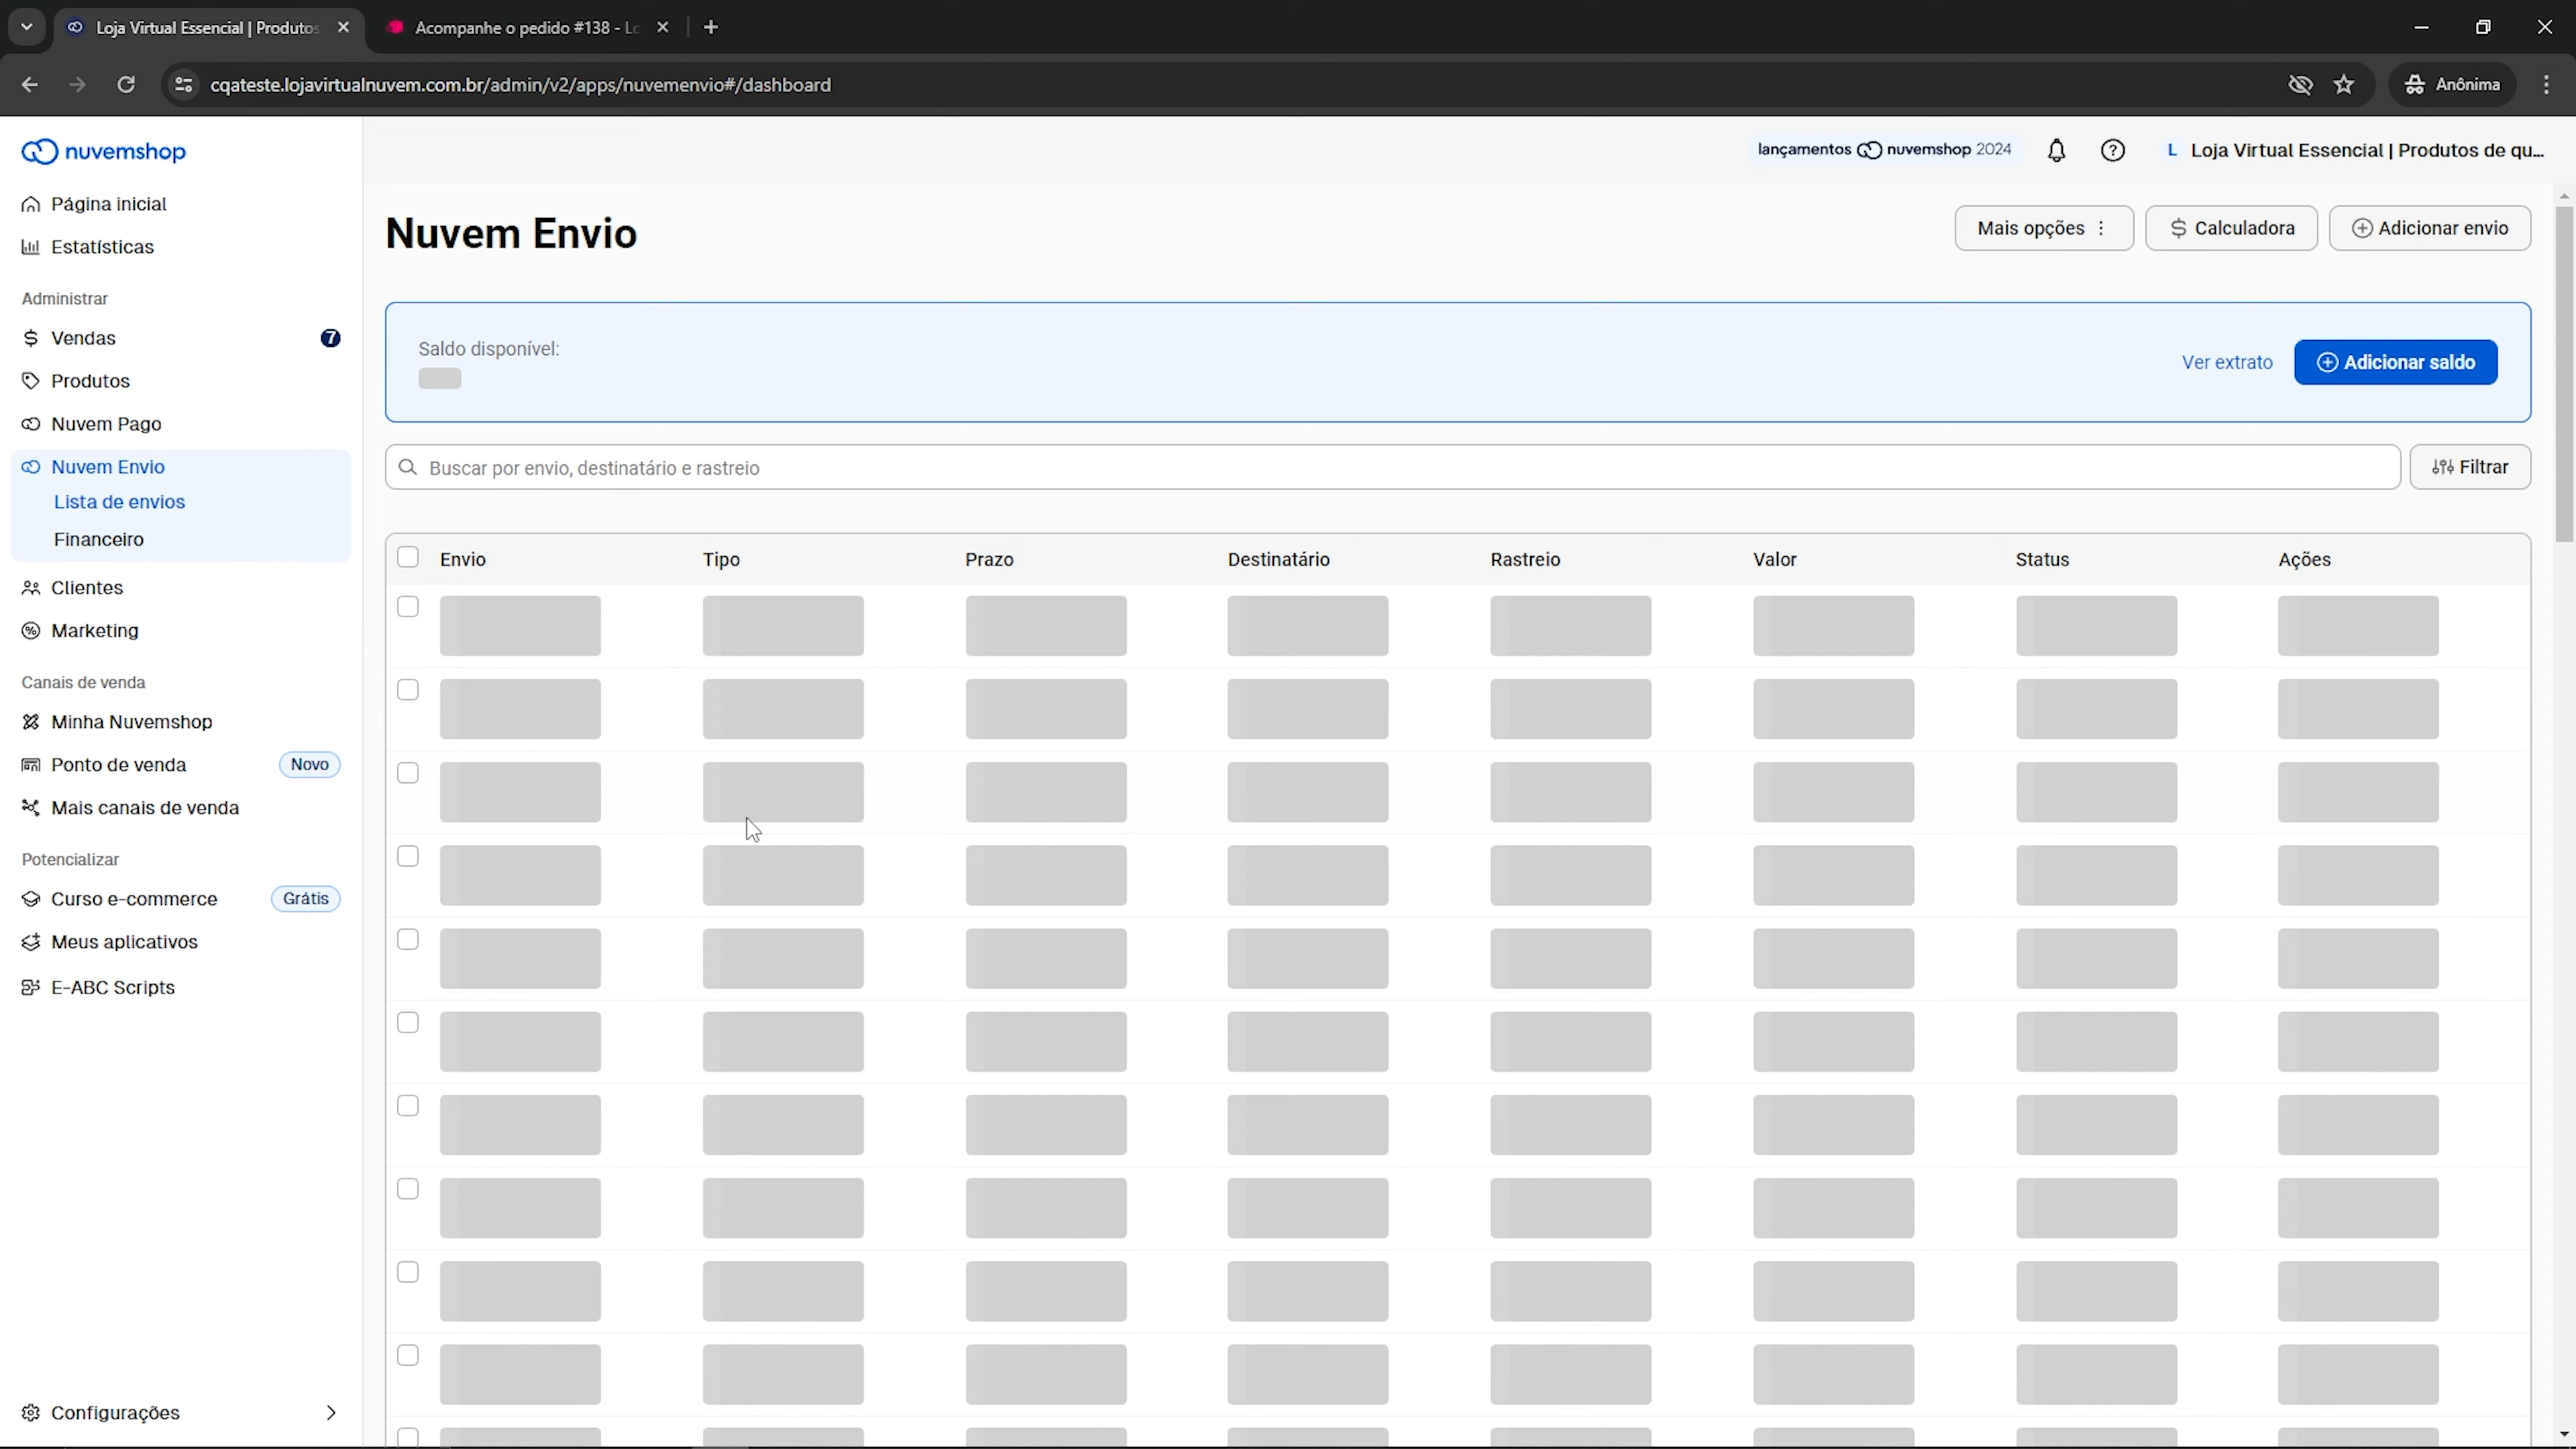 Loja Virtual Essencial | Produtos
Acompanhe o pedido #138 - Lo
cqateste.lojavirtualnuvem.com.br/admin/v2/apps/nuvemenvio#/dashboard
Anônima
nuvemshop
lançamentos nuvemshop 2024
L Loja Virtual Essencial | Produtos de qu...
Página inicial
Estatísticas
Administrar
Vendas 7
Produtos
Nuvem Pago
Nuvem Envio
Lista de envios
Financeiro
Clientes
Marketing
Canais de venda
Minha Nuvemshop
Ponto de venda Novo
Mais canais de venda
Potencializar
Curso e-commerce Grátis
Meus aplicativos
E-ABC Scripts
Configurações
Nuvem Envio
Mais opções
Calculadora
Adicionar envio
Saldo disponível:
Ver extrato
Adicionar saldo
Buscar por envio, destinatário e rastreio
Filtrar
Envio Tipo Prazo Destinatário Rastreio Valor Status Ações